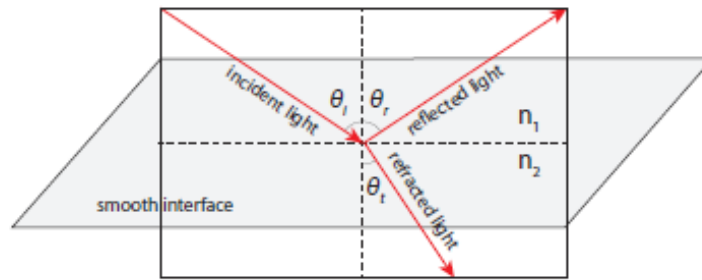 incident light
θi θr
reflected light
n1
n2
θt
refracted light
smooth interface